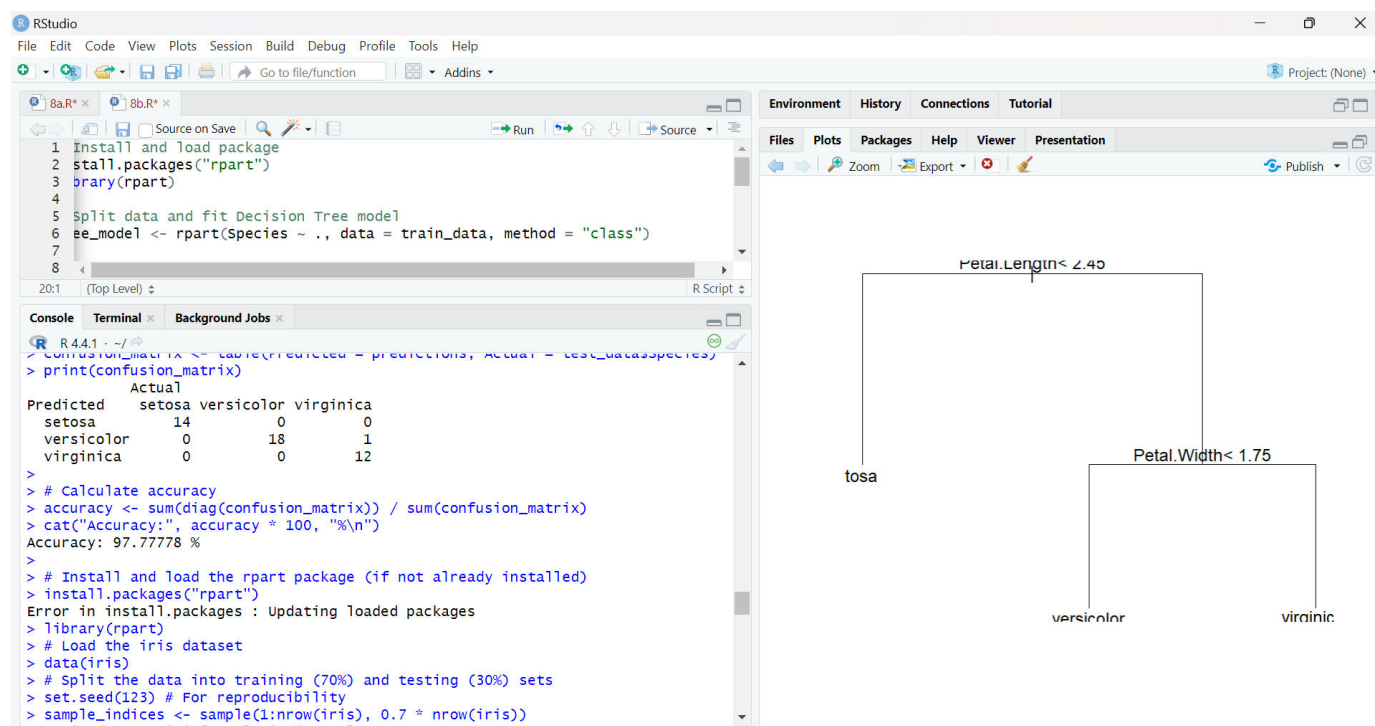 RStudio
File Edit Code View Plots Session Build Debug Profile Tools Help
Go to file/function Addins Project: (None)
8a.R* 8b.R*
Source on Save Run Source
1 Install and load package
2 stall.packages("rpart")
3 brary(rpart)
4
5 Split data and fit Decision Tree model
6 ee_model <- rpart(Species ~ ., data = train_data, method = "class")
7
8
20:1 (Top Level) R Script
Console Terminal Background Jobs
R 4.4.1 · ~/
> confusion_matrix <- table(Predicted = predictions, Actual = test_data$Species)
> print(confusion_matrix)
Actual
Predicted setosa versicolor virginica
setosa 14 0 0
versicolor 0 18 1
virginica 0 0 12
>
> # Calculate accuracy
> accuracy <- sum(diag(confusion_matrix)) / sum(confusion_matrix)
> cat("Accuracy:", accuracy * 100, "%\n")
Accuracy: 97.77778 %
>
> # Install and load the rpart package (if not already installed)
> install.packages("rpart")
Error in install.packages : Updating loaded packages
> library(rpart)
> # Load the iris dataset
> data(iris)
> # Split the data into training (70%) and testing (30%) sets
> set.seed(123) # For reproducibility
> sample_indices <- sample(1:nrow(iris), 0.7 * nrow(iris))
Environment History Connections Tutorial
Files Plots Packages Help Viewer Presentation
Zoom Export Publish
Petal.Length< 2.45
Petal.Width< 1.75
tosa
versicolor virginic